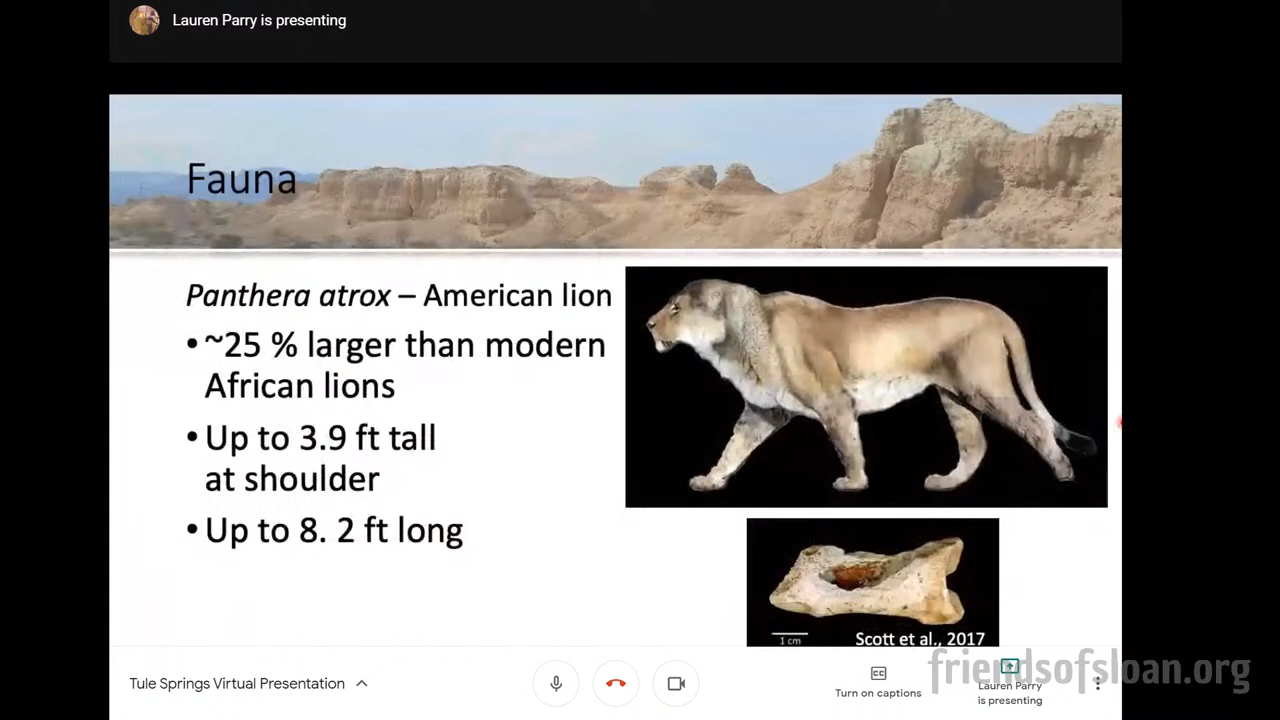 Lauren Parry is presenting
Fauna
Panthera atrox – American lion
• ~25 % larger than modern
African lions
• Up to 3.9 ft tall
at shoulder
• Up to 8. 2 ft long
1 cm
Scott et al., 2017
Tule Springs Virtual Presentation
CC
Turn on captions
Lauren Parry
is presenting
friendsofsloan.org